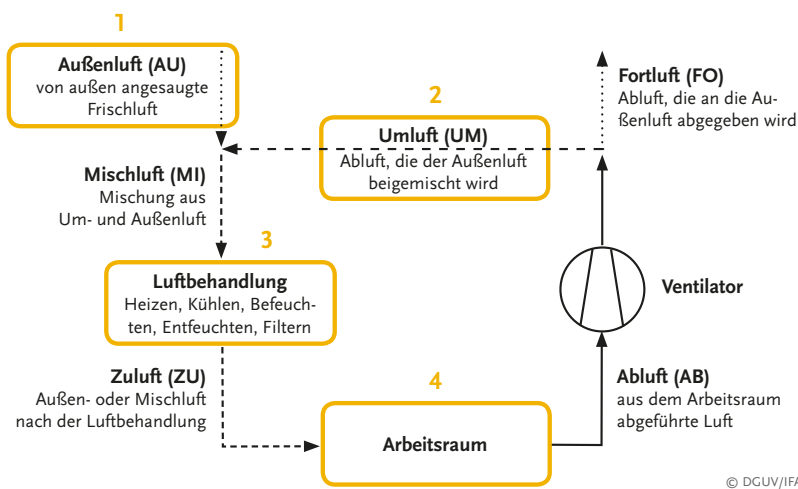 1
Außenluft (AU)
von außen angesaugte
Frischluft
2
Umluft (UM)
Abluft, die der Außenluft
beigemischt wird
Fortluft (FO)
Abluft, die an die Au-
ßenluft abgegeben wird
Mischluft (MI)
Mischung aus
Um- und Außenluft
3
Luftbehandlung
Heizen, Kühlen, Befeuch-
ten, Entfeuchten, Filtern
Ventilator
Zuluft (ZU)
Außen- oder Mischluft
nach der Luftbehandlung
4
Arbeitsraum
Abluft (AB)
aus dem Arbeitsraum
abgeführte Luft
© DGUV/IFA